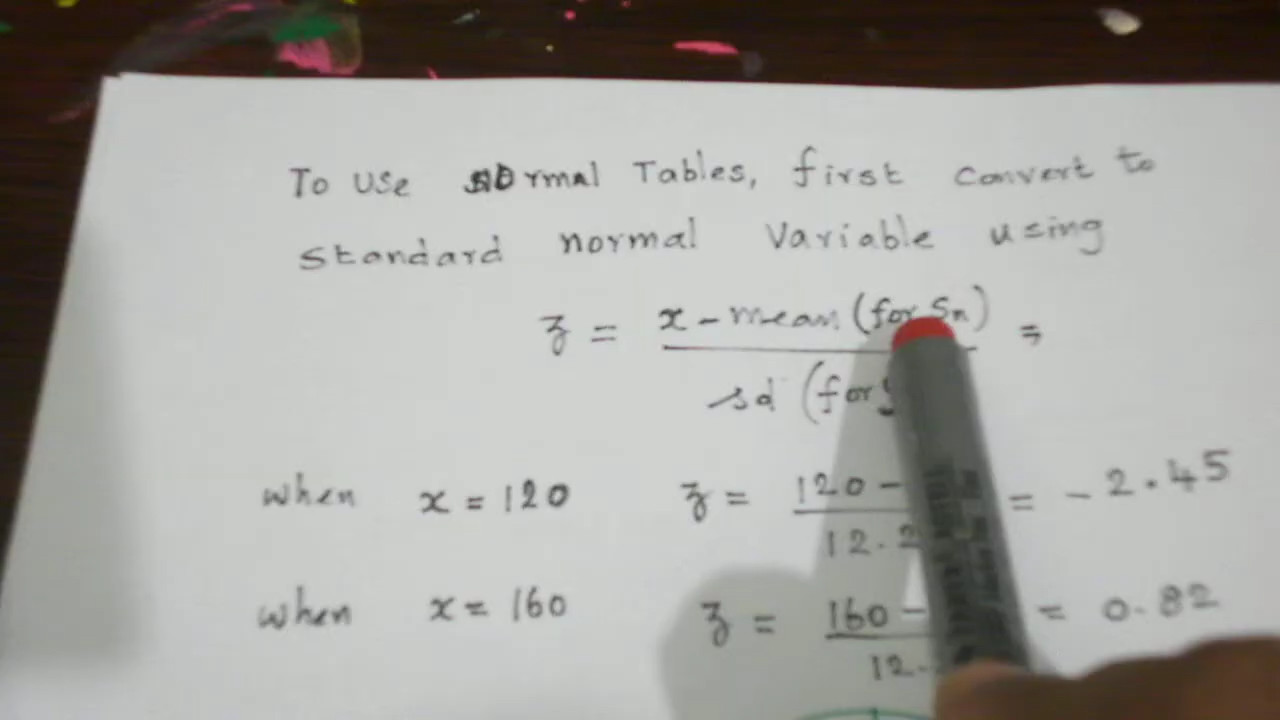 To use normal Tables, first convert to
standard normal variable using
z = x - mean (for Sn) / sd (for S =
when x = 120 z = 120 - / 12.2 = - 2.45
when x = 160 z = 160 - / 12. = 0.82